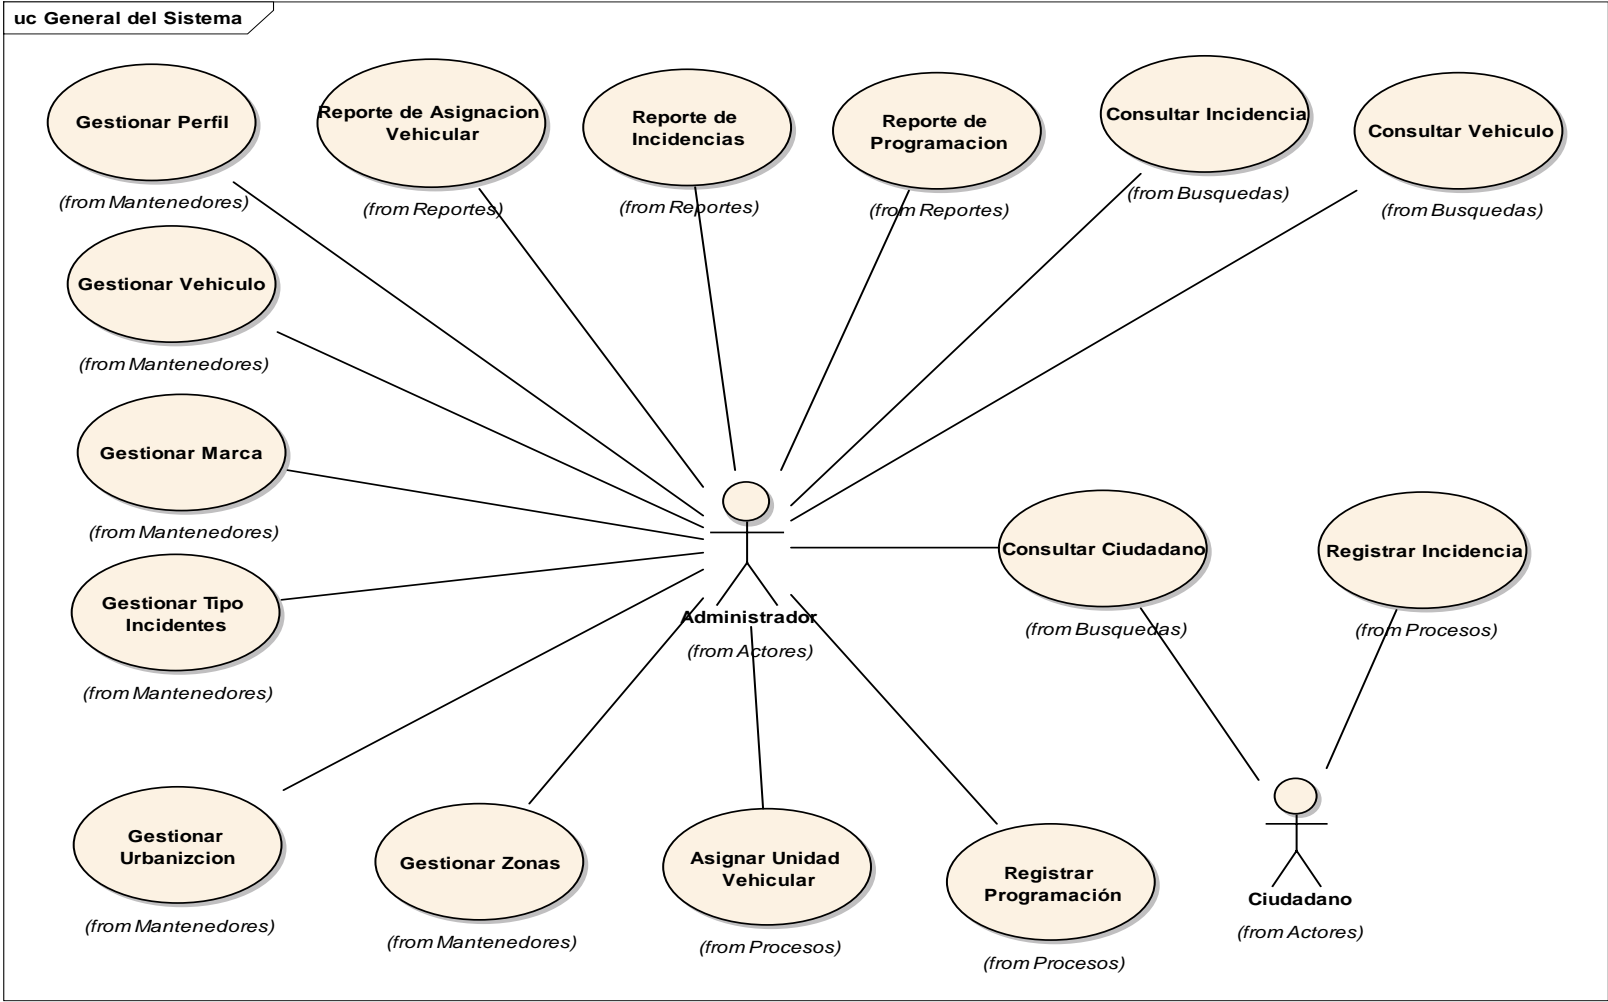 uc General del Sistema
Gestionar Perfil
(from Mantenedores)
Reporte de Asignacion
Vehicular
(from Reportes)
Reporte de
Incidencias
(from Reportes)
Reporte de
Programacion
(from Reportes)
Consultar Incidencia
(from Busquedas)
Consultar Vehiculo
(from Busquedas)
Gestionar Vehiculo
(from Mantenedores)
Gestionar Marca
(from Mantenedores)
Gestionar Tipo
Incidentes
(from Mantenedores)
Administrador
(from Actores)
Consultar Ciudadano
(from Busquedas)
Registrar Incidencia
(from Procesos)
Gestionar
Urbanizcion
(from Mantenedores)
Gestionar Zonas
(from Mantenedores)
Asignar Unidad
Vehicular
(from Procesos)
Registrar
Programación
(from Procesos)
Ciudadano
(from Actores)